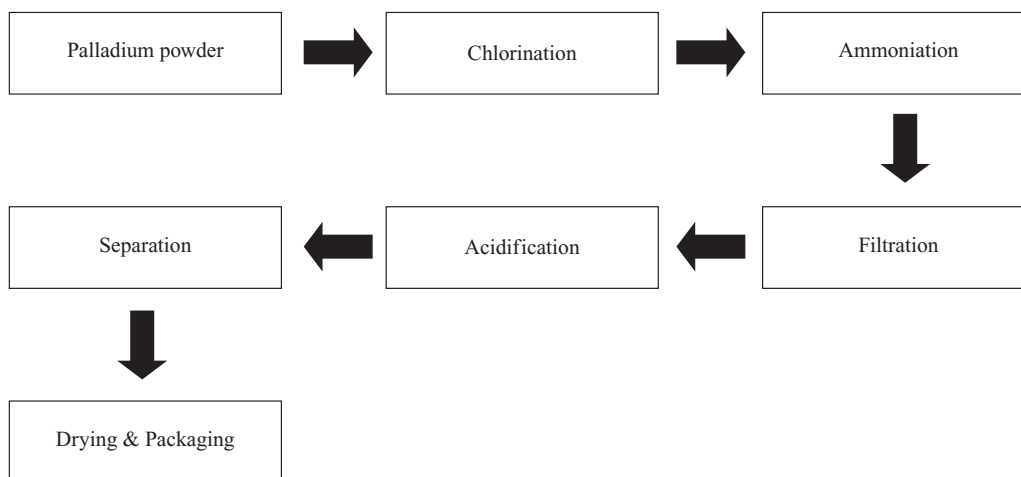 Palladium powder
Chlorination
Ammoniation
Filtration
Acidification
Separation
Drying & Packaging